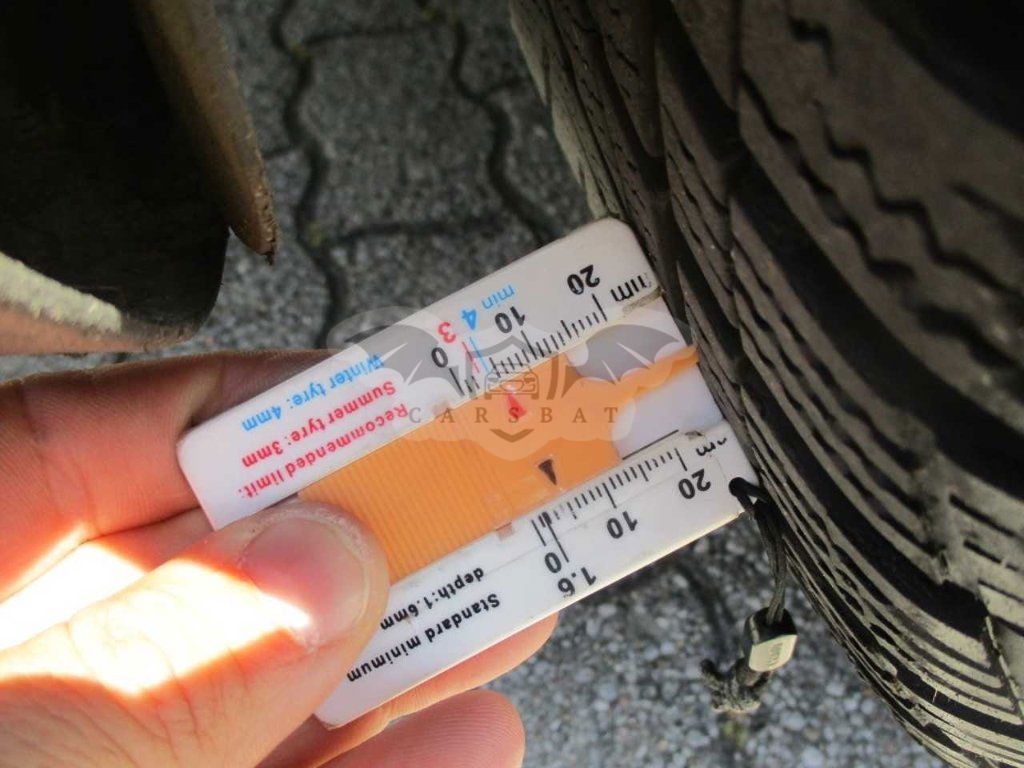 Recommended limit:
Summer tyre: 3mm
Winter tyre: 4mm
min 4 3
0 10 20 mm
0 10 20 mm
1.6
Standard minimum
depth: 1.6mm
CARSBAT